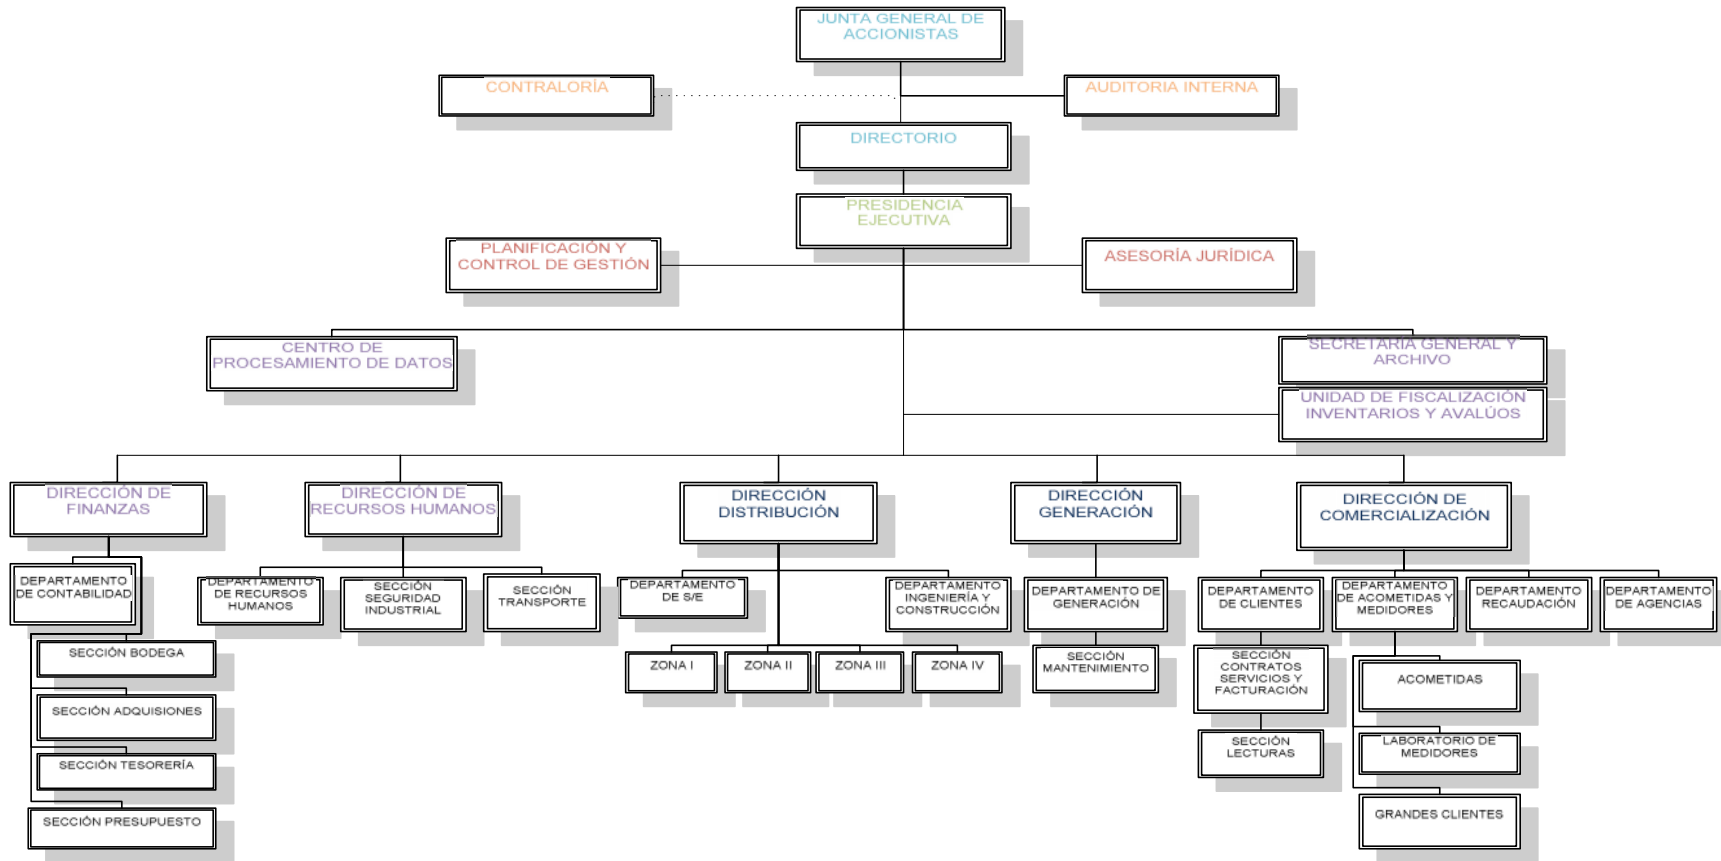 JUNTA GENERAL DE
ACCIONISTAS
CONTRALORÍA
AUDITORIA INTERNA
DIRECTORIO
PRESIDENCIA
EJECUTIVA
PLANIFICACIÓN Y
CONTROL DE GESTIÓN
ASESORÍA JURÍDICA
CENTRO DE
PROCESAMIENTO DE DATOS
SECRETARÍA GENERAL Y
ARCHIVO
UNIDAD DE FISCALIZACIÓN
INVENTARIOS Y AVALÚOS
DIRECCIÓN DE
FINANZAS
DIRECCIÓN DE
RECURSOS HUMANOS
DIRECCIÓN
DISTRIBUCIÓN
DIRECCIÓN
GENERACIÓN
DIRECCIÓN DE
COMERCIALIZACIÓN
DEPARTAMENTO
DE CONTABILIDAD
DEPARTAMENTO
DE RECURSOS
HUMANOS
SECCIÓN
SEGURIDAD
INDUSTRIAL
SECCIÓN
TRANSPORTE
DEPARTAMENTO
DE S/E
DEPARTAMENTO
INGENIERÍA Y
CONSTRUCCIÓN
DEPARTAMENTO DE
GENERACIÓN
DEPARTAMENTO
DE CLIENTES
DEPARTAMENTO
DE ACOMETIDAS Y
MEDIDORES
DEPARTAMENTO
RECAUDACIÓN
DEPARTAMENTO
DE AGENCIAS
SECCIÓN BODEGA
ZONA I
ZONA II
ZONA III
ZONA IV
SECCIÓN
MANTENIMIENTO
SECCIÓN
CONTRATOS
SERVICIOS Y
FACTURACIÓN
ACOMETIDAS
SECCIÓN ADQUISIONES
SECCIÓN
LECTURAS
LABORATORIO DE
MEDIDORES
SECCIÓN TESORERÍA
SECCIÓN PRESUPUESTO
GRANDES CLIENTES